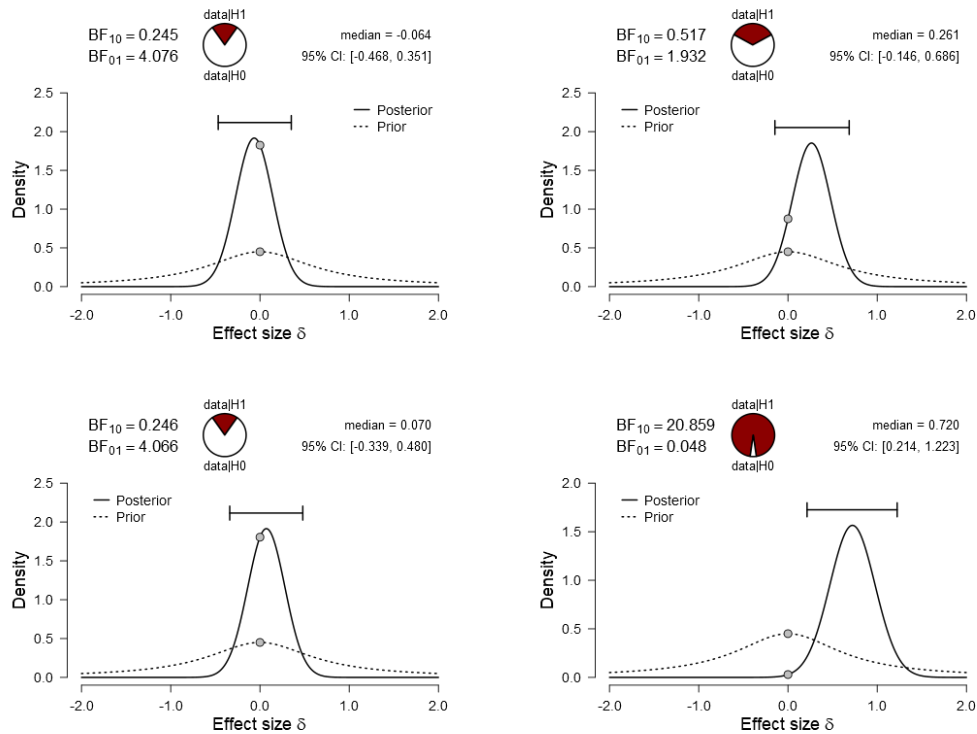 data|H1
BF10 = 0.245
BF01 = 4.076
median = -0.064
95% CI: [-0.468, 0.351]
data|H0
2.5
2.0
1.5
1.0
0.5
0.0
Density
Posterior
Prior
-2.0 -1.0 0.0 1.0 2.0
Effect size δ
data|H1
BF10 = 0.517
BF01 = 1.932
median = 0.261
95% CI: [-0.146, 0.686]
data|H0
2.5
2.0
1.5
1.0
0.5
0.0
Density
Posterior
Prior
-2.0 -1.0 0.0 1.0 2.0
Effect size δ
data|H1
BF10 = 0.246
BF01 = 4.066
median = 0.070
95% CI: [-0.339, 0.480]
data|H0
2.5
2.0
1.5
1.0
0.5
0.0
Density
Posterior
Prior
-2.0 -1.0 0.0 1.0 2.0
Effect size δ
data|H1
BF10 = 20.859
BF01 = 0.048
median = 0.720
95% CI: [0.214, 1.223]
data|H0
2.0
1.5
1.0
0.5
0.0
Density
Posterior
Prior
-2.0 -1.0 0.0 1.0 2.0
Effect size δ